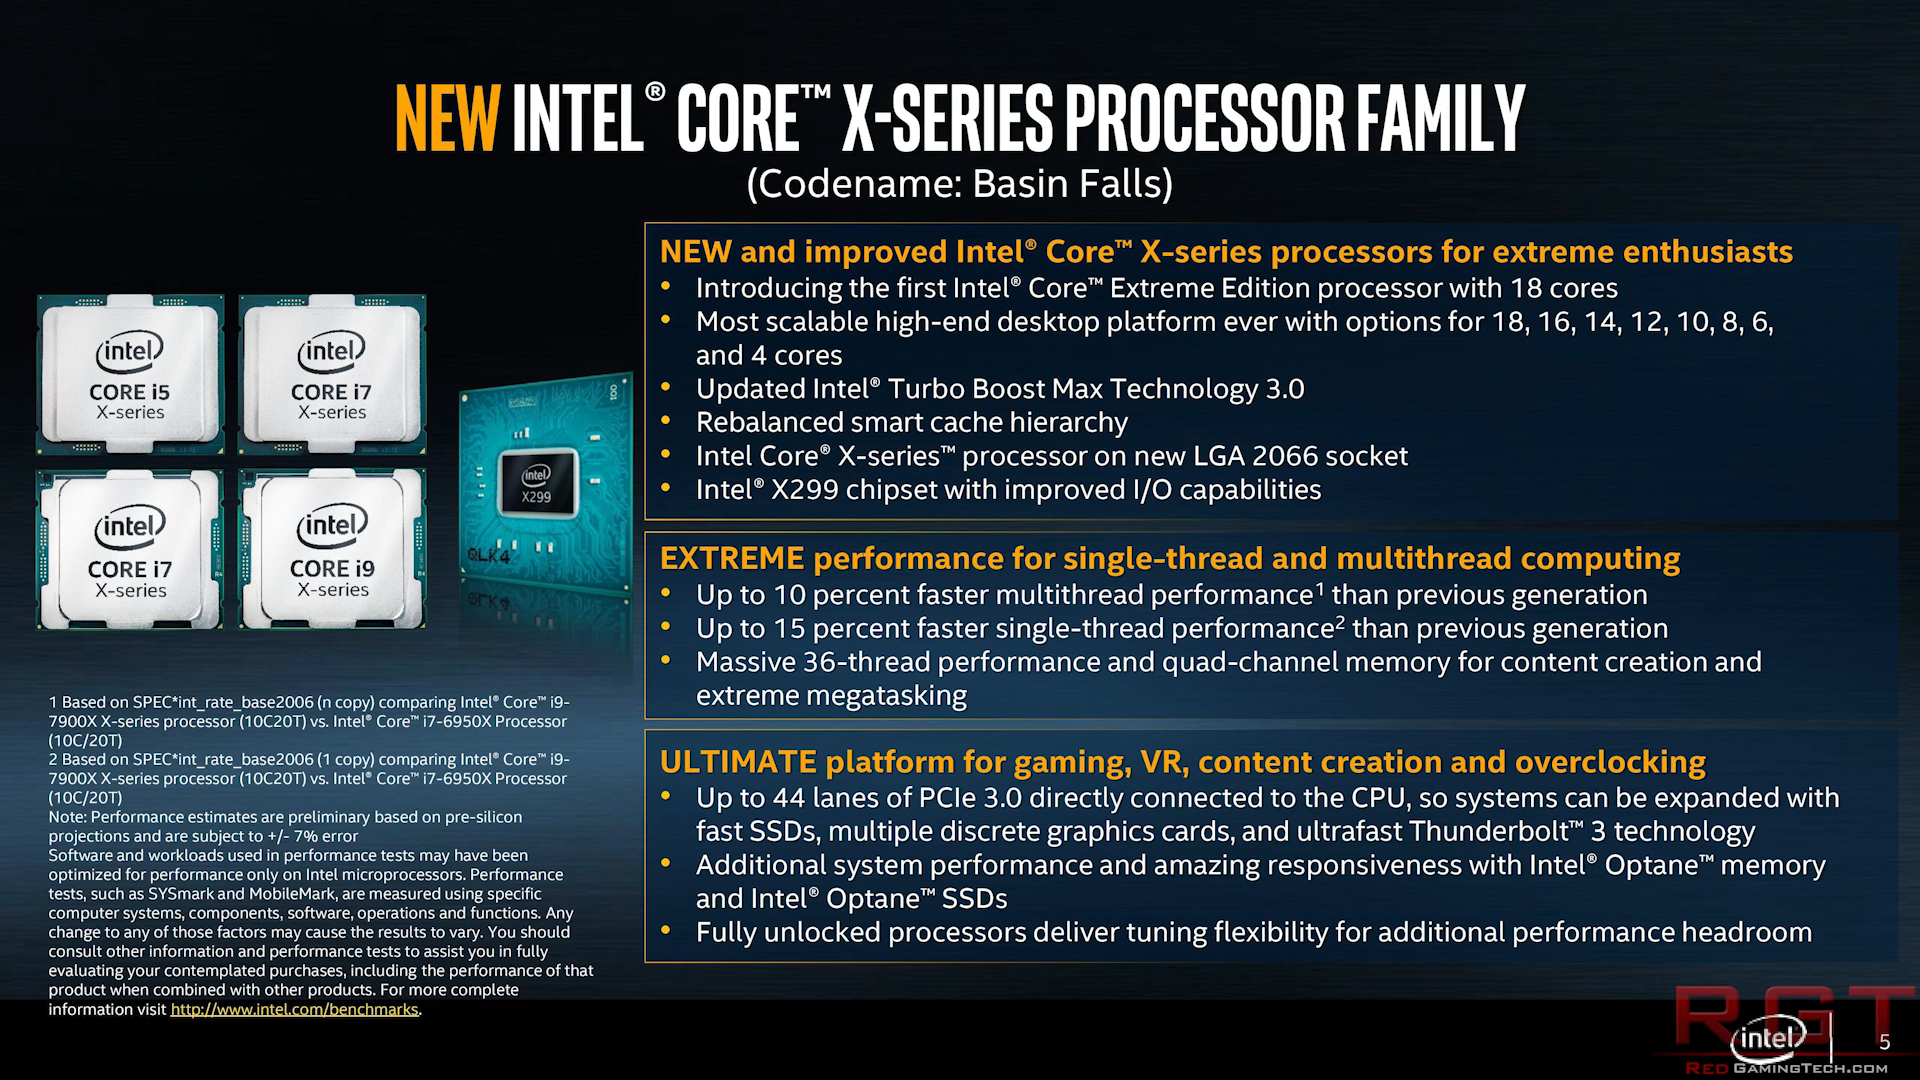 NEW INTEL® CORE™ X-SERIES PROCESSOR FAMILY
(Codename: Basin Falls)
intel
CORE i5
X-series
intel
CORE i7
X-series
intel
CORE i7
X-series
intel
CORE i9
X-series
intel
X299
QLK4
NEW and improved Intel® Core™ X-series processors for extreme enthusiasts
• Introducing the first Intel® Core™ Extreme Edition processor with 18 cores
• Most scalable high-end desktop platform ever with options for 18, 16, 14, 12, 10, 8, 6,
and 4 cores
• Updated Intel® Turbo Boost Max Technology 3.0
• Rebalanced smart cache hierarchy
• Intel Core® X-series™ processor on new LGA 2066 socket
• Intel® X299 chipset with improved I/O capabilities
EXTREME performance for single-thread and multithread computing
• Up to 10 percent faster multithread performance¹ than previous generation
• Up to 15 percent faster single-thread performance² than previous generation
• Massive 36-thread performance and quad-channel memory for content creation and
extreme megatasking
ULTIMATE platform for gaming, VR, content creation and overclocking
• Up to 44 lanes of PCIe 3.0 directly connected to the CPU, so systems can be expanded with
fast SSDs, multiple discrete graphics cards, and ultrafast Thunderbolt™ 3 technology
• Additional system performance and amazing responsiveness with Intel® Optane™ memory
and Intel® Optane™ SSDs
• Fully unlocked processors deliver tuning flexibility for additional performance headroom
1 Based on SPEC*int_rate_base2006 (n copy) comparing Intel® Core™ i9-
7900X X-series processor (10C20T) vs. Intel® Core™ i7-6950X Processor
(10C/20T)
2 Based on SPEC*int_rate_base2006 (1 copy) comparing Intel® Core™ i9-
7900X X-series processor (10C20T) vs. Intel® Core™ i7-6950X Processor
(10C/20T)
Note: Performance estimates are preliminary based on pre-silicon
projections and are subject to +/- 7% error
Software and workloads used in performance tests may have been
optimized for performance only on Intel microprocessors. Performance
tests, such as SYSmark and MobileMark, are measured using specific
computer systems, components, software, operations and functions. Any
change to any of those factors may cause the results to vary. You should
consult other information and performance tests to assist you in fully
evaluating your contemplated purchases, including the performance of that
product when combined with other products. For more complete
information visit http://www.intel.com/benchmarks.
RGT
intel
5
RED GAMINGTECH.COM